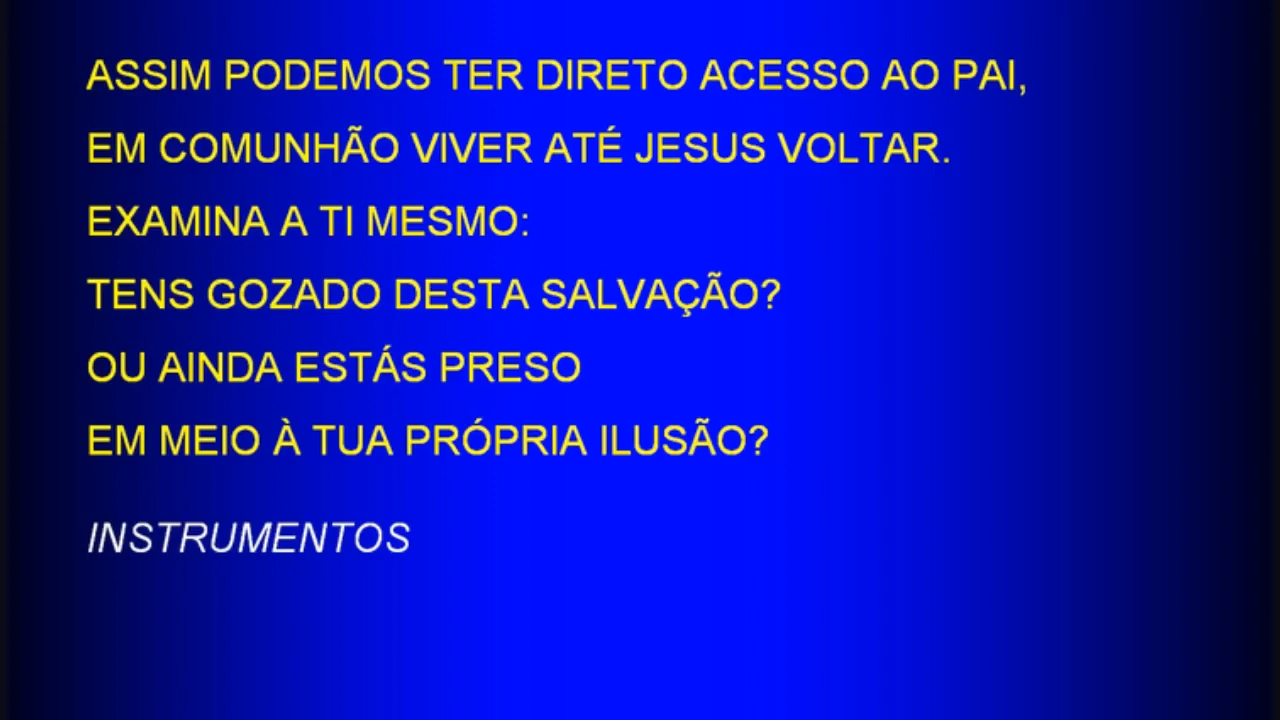 ASSIM PODEMOS TER DIRETO ACESSO AO PAI,
EM COMUNHÃO VIVER ATÉ JESUS VOLTAR.
EXAMINA A TI MESMO:
TENS GOZADO DESTA SALVAÇÃO?
OU AINDA ESTÁS PRESO
EM MEIO À TUA PRÓPRIA ILUSÃO?
INSTRUMENTOS